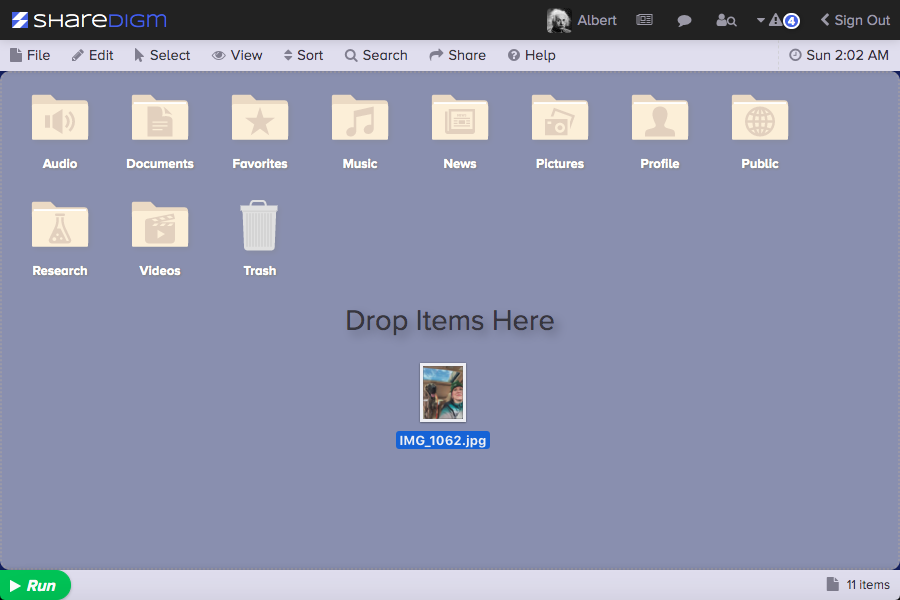 SHAREDIGM Albert 4 Sign Out
File Edit Select View Sort Search Share Help Sun 2:02 AM
Audio Documents Favorites Music News Pictures Profile Public
Research Videos Trash
Drop Items Here
IMG_1062.jpg
Run 11 items